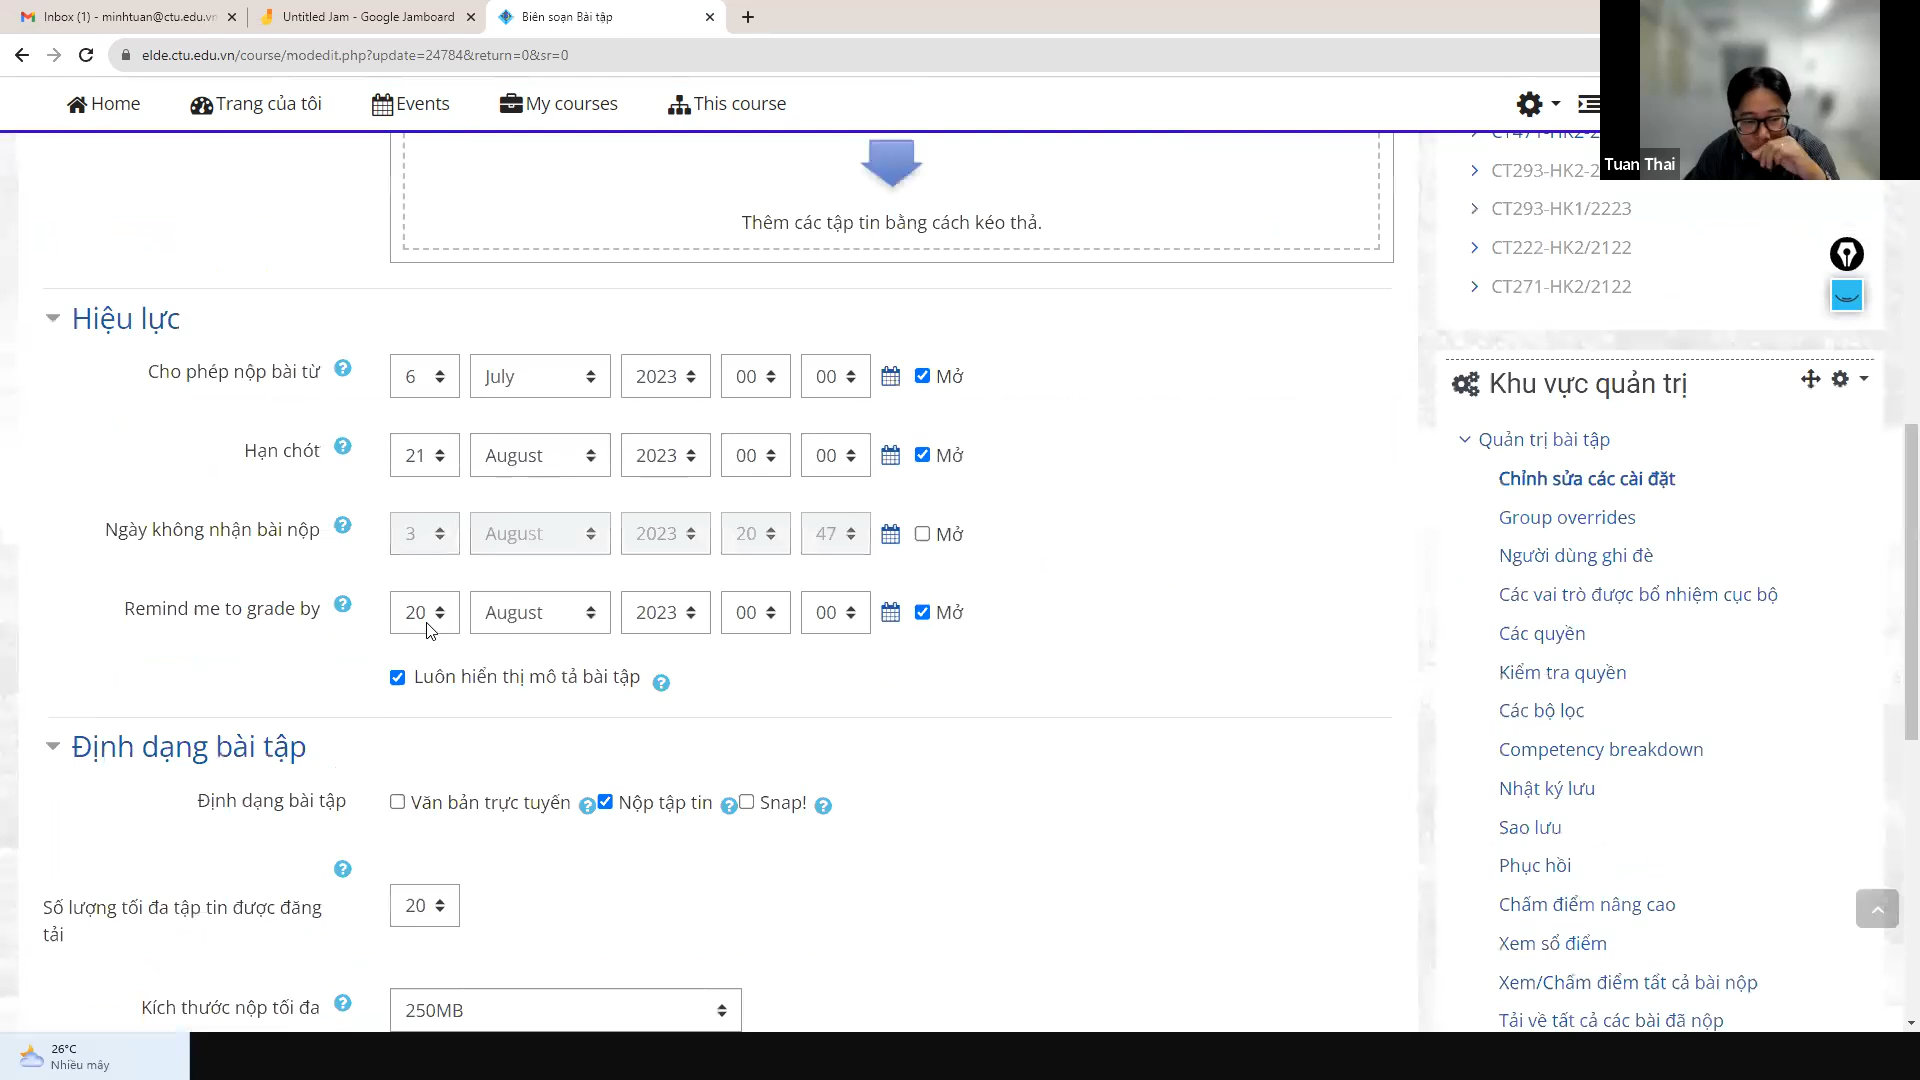 Inbox (1) - minhtuan@ctu.edu.vn
Untitled Jam - Google Jamboard
Biên soạn Bài tập
elde.ctu.edu.vn/course/modedit.php?update=24784&return=0&sr=0
Home
Trang của tôi
Events
My courses
This course
Tuan Thai
Thêm các tập tin bằng cách kéo thả.
Hiệu lực
Cho phép nộp bài từ
6 July 2023 00 00 Mở
Hạn chót
21 August 2023 00 00 Mở
Ngày không nhận bài nộp
3 August 2023 20 47 Mở
Remind me to grade by
20 August 2023 00 00 Mở
Luôn hiển thị mô tả bài tập
Định dạng bài tập
Định dạng bài tập
Văn bản trực tuyến
Nộp tập tin
Snap!
Số lượng tối đa tập tin được đăng
tải
20
Kích thước nộp tối đa
250MB
CT293-HK2-2
CT293-HK1/2223
CT222-HK2/2122
CT271-HK2/2122
Khu vực quản trị
Quản trị bài tập
Chỉnh sửa các cài đặt
Group overrides
Người dùng ghi đè
Các vai trò được bổ nhiệm cục bộ
Các quyền
Kiểm tra quyền
Các bộ lọc
Competency breakdown
Nhật ký lưu
Sao lưu
Phục hồi
Chấm điểm nâng cao
Xem sổ điểm
Xem/Chấm điểm tất cả bài nộp
Tải về tất cả các bài đã nộp
26°C
Nhiều mây